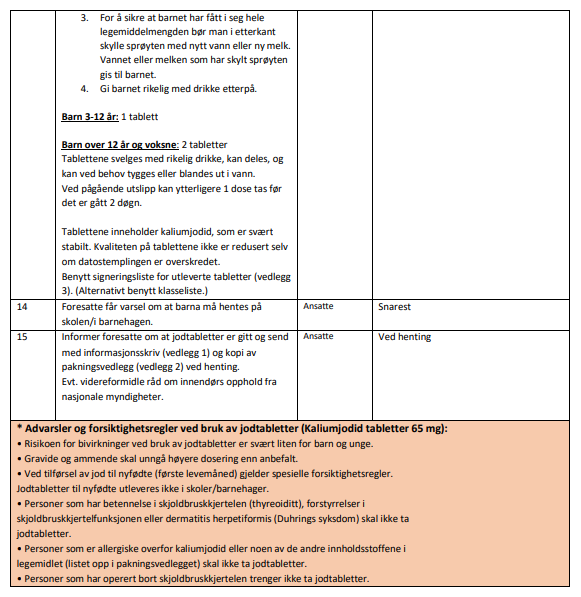 3. For å sikre at barnet har fått i seg hele
legemiddelmengden bør man i etterkant
skylle sprøyten med nytt vann eller ny melk.
Vannet eller melken som har skylt sprøyten
gis til barnet.
4. Gi barnet rikelig med drikke etterpå.
Barn 3-12 år: 1 tablett
Barn over 12 år og voksne: 2 tabletter
Tablettene svelges med rikelig drikke, kan deles, og
kan ved behov tygges eller blandes ut i vann.
Ved pågående utslipp kan ytterligere 1 dose tas før
det er gått 2 døgn.
Tablettene inneholder kaliumjodid, som er svært
stabilt. Kvaliteten på tablettene ikke er redusert selv
om datostemplingen er overskredet.
Benytt signeringsliste for utleverte tabletter (vedlegg
3). (Alternativt benytt klasseliste.)
14 Foresatte får varsel om at barna må hentes på Ansatte Snarest
skolen/i barnehagen.
15 Informer foresatte om at jodtabletter er gitt og send Ansatte Ved henting
med informasjonsskriv (vedlegg 1) og kopi av
pakningsvedlegg (vedlegg 2) ved henting.
Evt. videreformidle råd om innendørs opphold fra
nasjonale myndigheter.
* Advarsler og forsiktighetsregler ved bruk av jodtabletter (Kaliumjodid tabletter 65 mg):
• Risikoen for bivirkninger ved bruk av jodtabletter er svært liten for barn og unge.
• Gravide og ammende skal unngå høyere dosering enn anbefalt.
• Ved tilførsel av jod til nyfødte (første levemåned) gjelder spesielle forsiktighetsregler.
Jodtabletter til nyfødte utleveres ikke i skoler/barnehager.
• Personer som har betennelse i skjoldbruskkjertelen (thyreoiditt), forstyrrelser i
skjoldbruskkjertelfunksjonen eller dermatitis herpetiformis (Duhrings syksdom) skal ikke ta
jodtabletter.
• Personer som er allergiske overfor kaliumjodid eller noen av de andre innholdsstoffene i
legemidlet (listet opp i pakningsvedlegget) skal ikke ta jodtabletter.
• Personer som har operert bort skjoldbruskkjertelen trenger ikke ta jodtabletter.